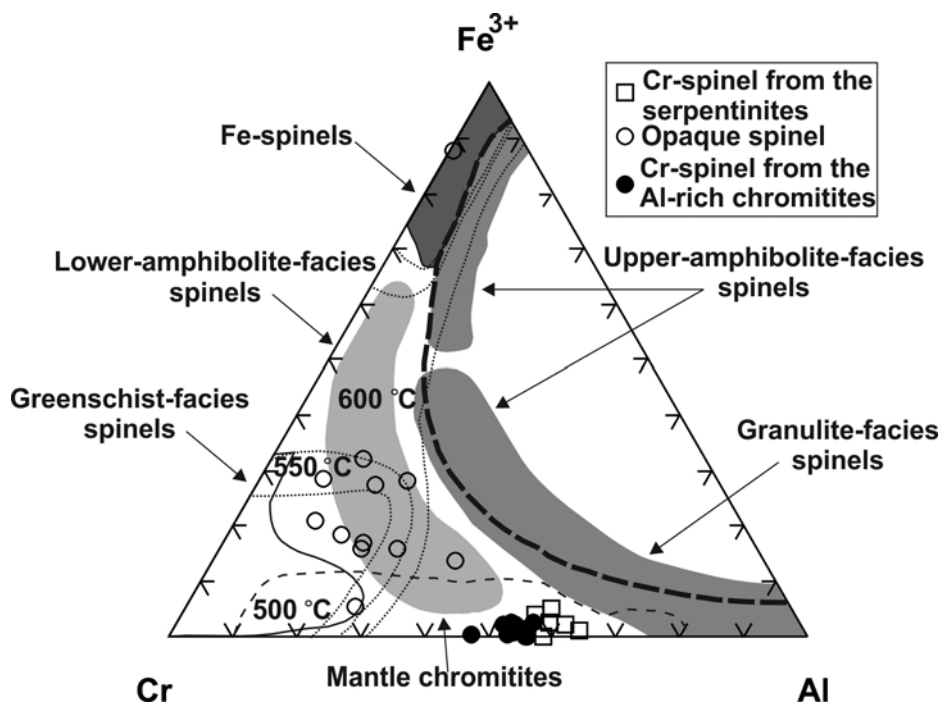 Fe3+
Cr-spinel from the
serpentinites
Opaque spinel
Cr-spinel from the
Al-rich chromitites
Fe-spinels
Lower-amphibolite-facies
spinels
Upper-amphibolite-facies
spinels
Greenschist-facies
spinels
600 °C
Granulite-facies
spinels
550 °C
500 °C
Mantle chromitites
Cr
Al